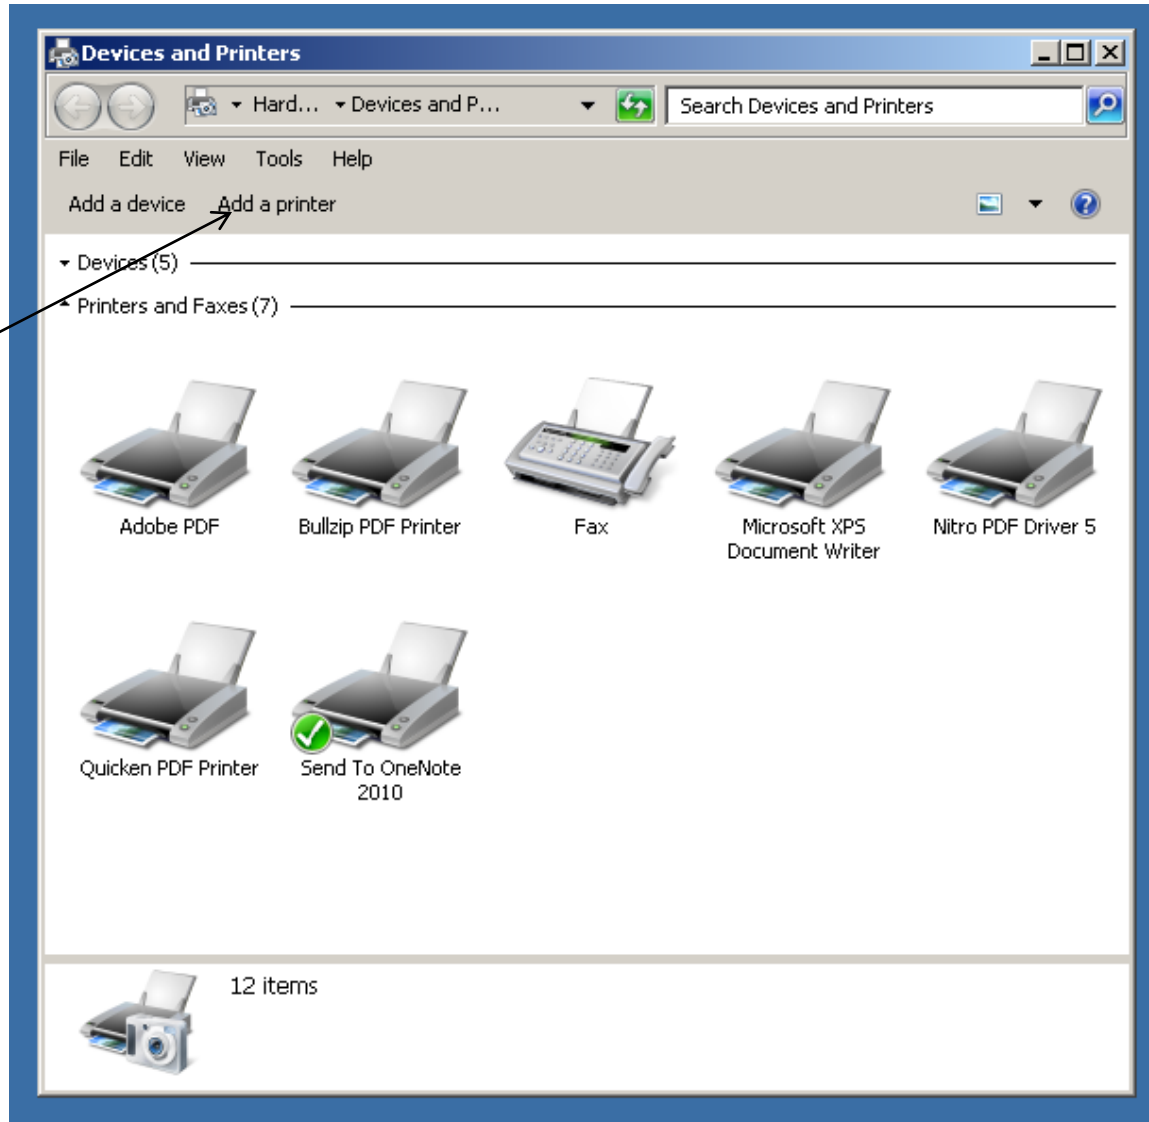 Devices and Printers
Hard... Devices and P...
Search Devices and Printers
File Edit View Tools Help
Add a device Add a printer
Devices (5)
Printers and Faxes (7)
Adobe PDF
Bullzip PDF Printer
Fax
Microsoft XPS
Document Writer
Nitro PDF Driver 5
Quicken PDF Printer
Send To OneNote
2010
12 items